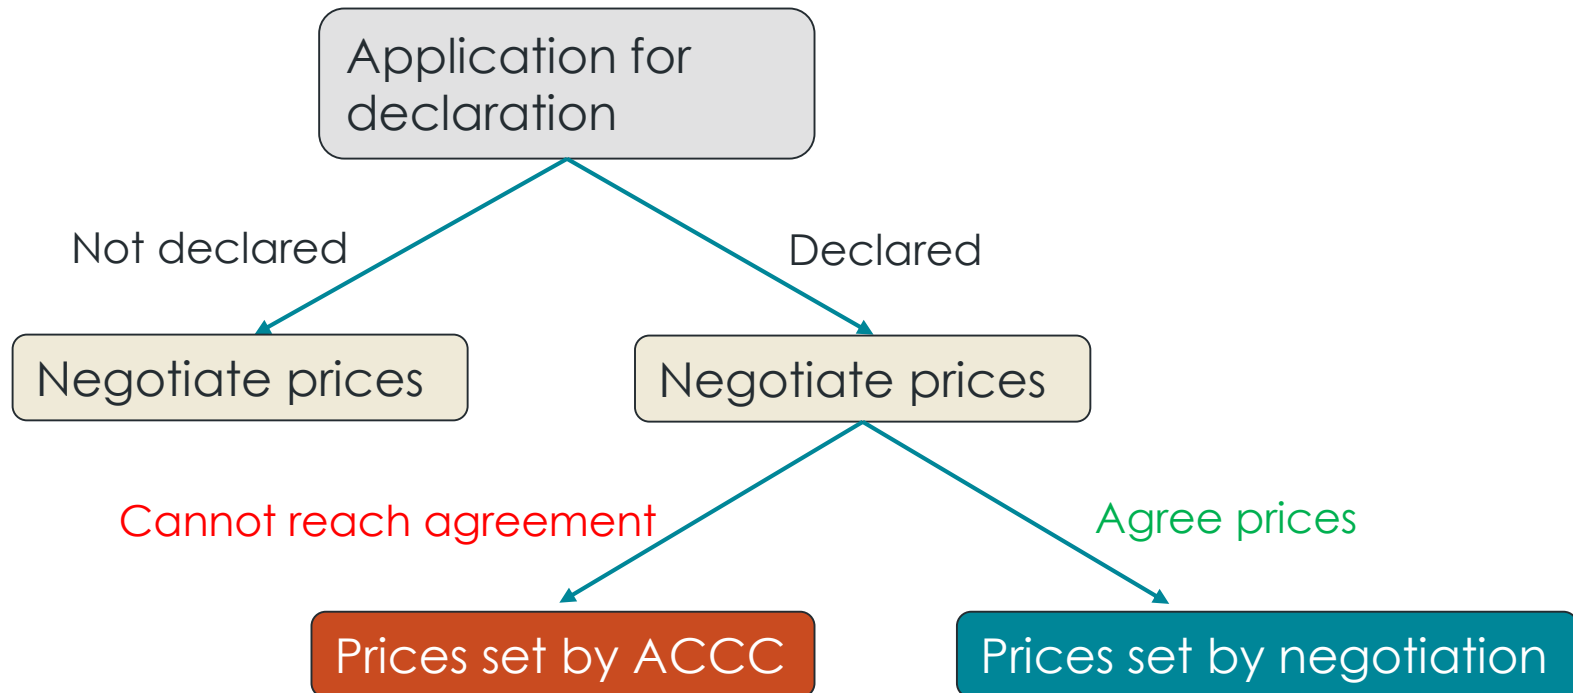 Application for
declaration
Not declared
Declared
Negotiate prices
Negotiate prices
Cannot reach agreement
Agree prices
Prices set by ACCC
Prices set by negotiation